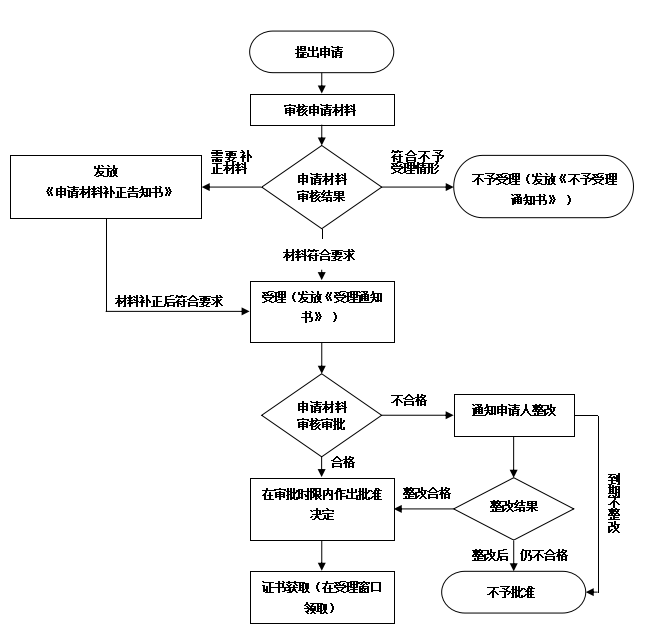 提出申请
审核申请材料
需要补
正材料
符合不予
受理情形
发放
《申请材料补正告知书》
申请材料
审核结果
不予受理（发放《不予受理
通知书》）
材料符合要求
材料补正后符合要求
受理（发放《受理通知
书》）
申请材料
审核审批
不合格
通知申请人整改
合格
到期不整改
在审批时限内作出批准
决定
整改合格
整改结果
整改后 仍不合格
证书获取（在受理窗口
领取）
不予批准